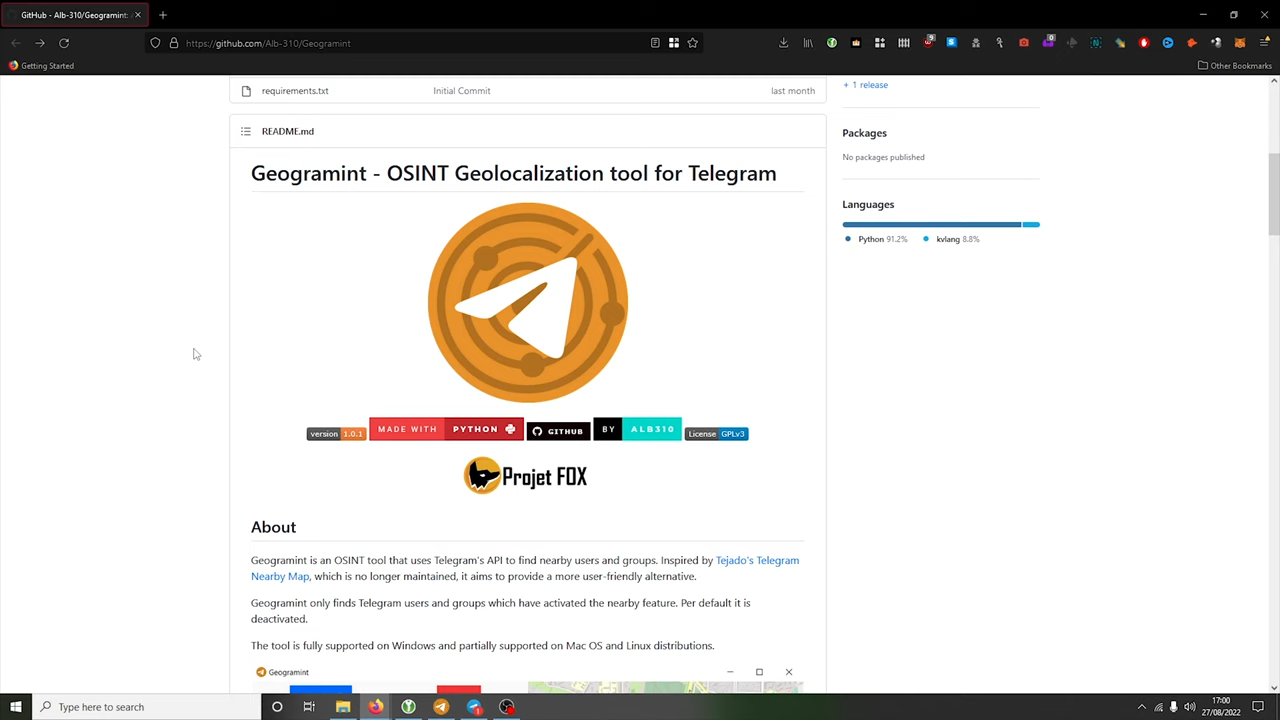 GitHub - Alb-310/Geogramint:
https://github.com/Alb-310/Geogramint
9
0
Getting Started
Other Bookmarks
requirements.txt
Initial Commit
last month
+ 1 release
README.md
Packages
No packages published
Geogramint - OSINT Geolocalization tool for Telegram
Languages
Python 91.2%
kvlang 8.8%
version 1.0.1
MADE WITH PYTHON
GITHUB
BY ALB310
License GPLv3
Projet FOX
About
Geogramint is an OSINT tool that uses Telegram's API to find nearby users and groups. Inspired by Tejado's Telegram
Nearby Map, which is no longer maintained, it aims to provide a more user-friendly alternative.
Geogramint only finds Telegram users and groups which have activated the nearby feature. Per default it is
deactivated.
The tool is fully supported on Windows and partially supported on Mac OS and Linux distributions.
Geogramint
Type here to search
17:00
27/08/2022